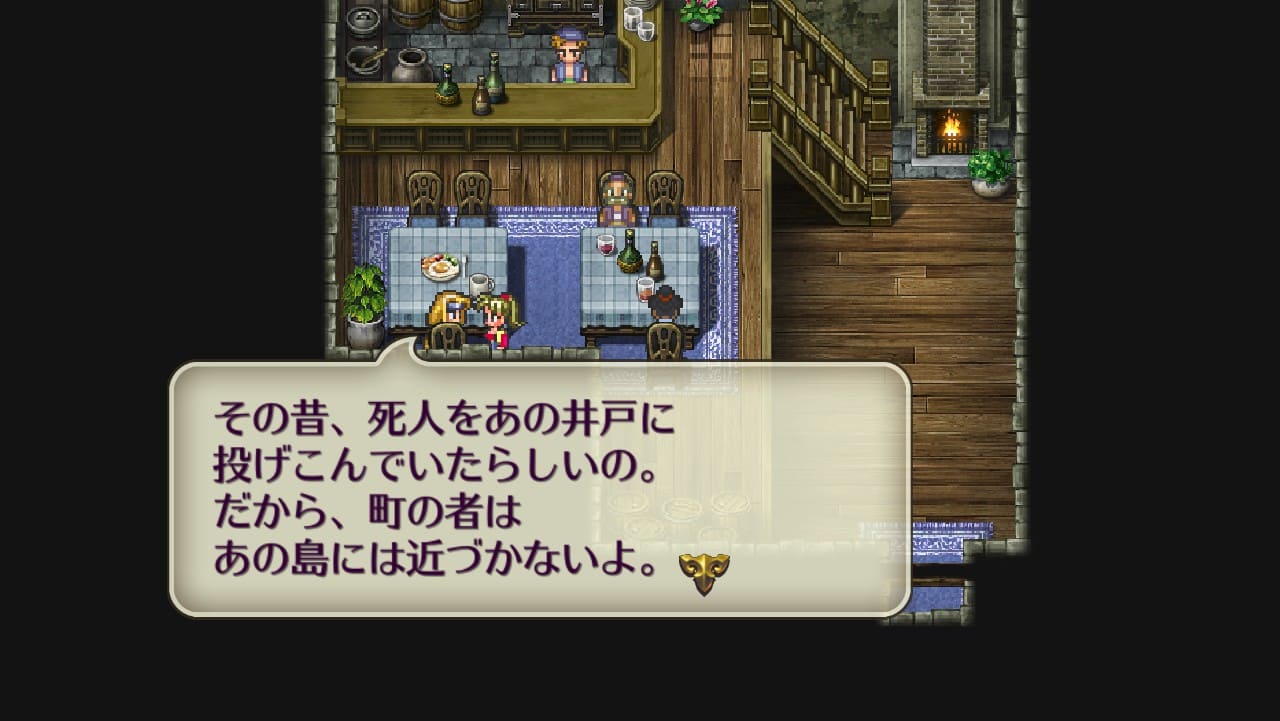 その昔、死人をあの井戸に
投げこんでいたらしいの。
だから、町の者は
あの島には近づかないよ。